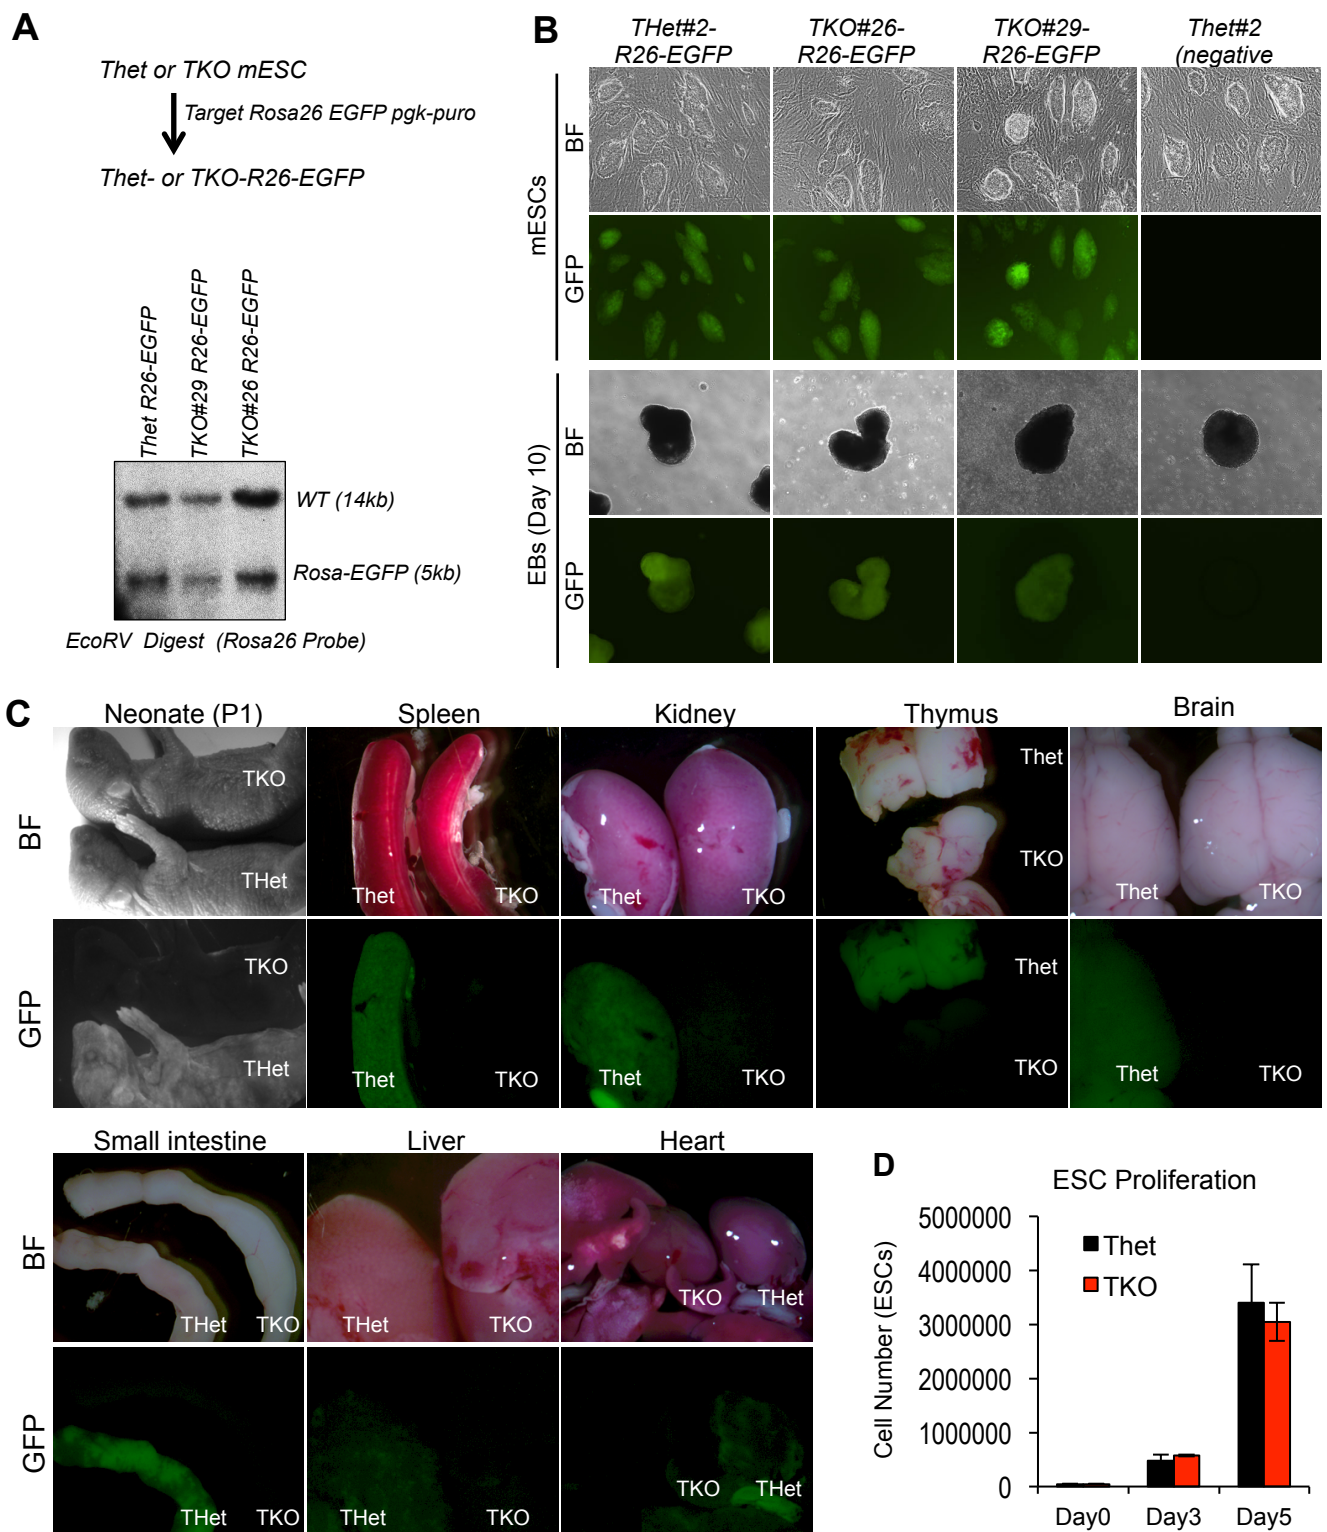 A
Thet or TKO mESC
Target Rosa26 EGFP pgk-puro
Thet- or TKO-R26-EGFP
Thet R26-EGFP
TKO#29 R26-EGFP
TKO#26 R26-EGFP
WT (14kb)
Rosa-EGFP (5kb)
EcoRV Digest (Rosa26 Probe)
B
THet#2-
R26-EGFP
TKO#26-
R26-EGFP
TKO#29-
R26-EGFP
Thet#2
(negative
mESCs
BF
GFP
EBs (Day 10)
BF
GFP
C
Neonate (P1)
Spleen
Kidney
Thymus
Brain
BF
TKO
THet
Thet
TKO
Thet
TKO
Thet
TKO
Thet
TKO
GFP
TKO
THet
Thet
TKO
Thet
TKO
Thet
TKO
Thet
TKO
Small intestine
Liver
Heart
BF
THet
TKO
THet
TKO
TKO
THet
GFP
THet
TKO
THet
TKO
TKO
THet
D
ESC Proliferation
Cell Number (ESCs)
5000000
4000000
3000000
2000000
1000000
0
Thet
TKO
Day0
Day3
Day5